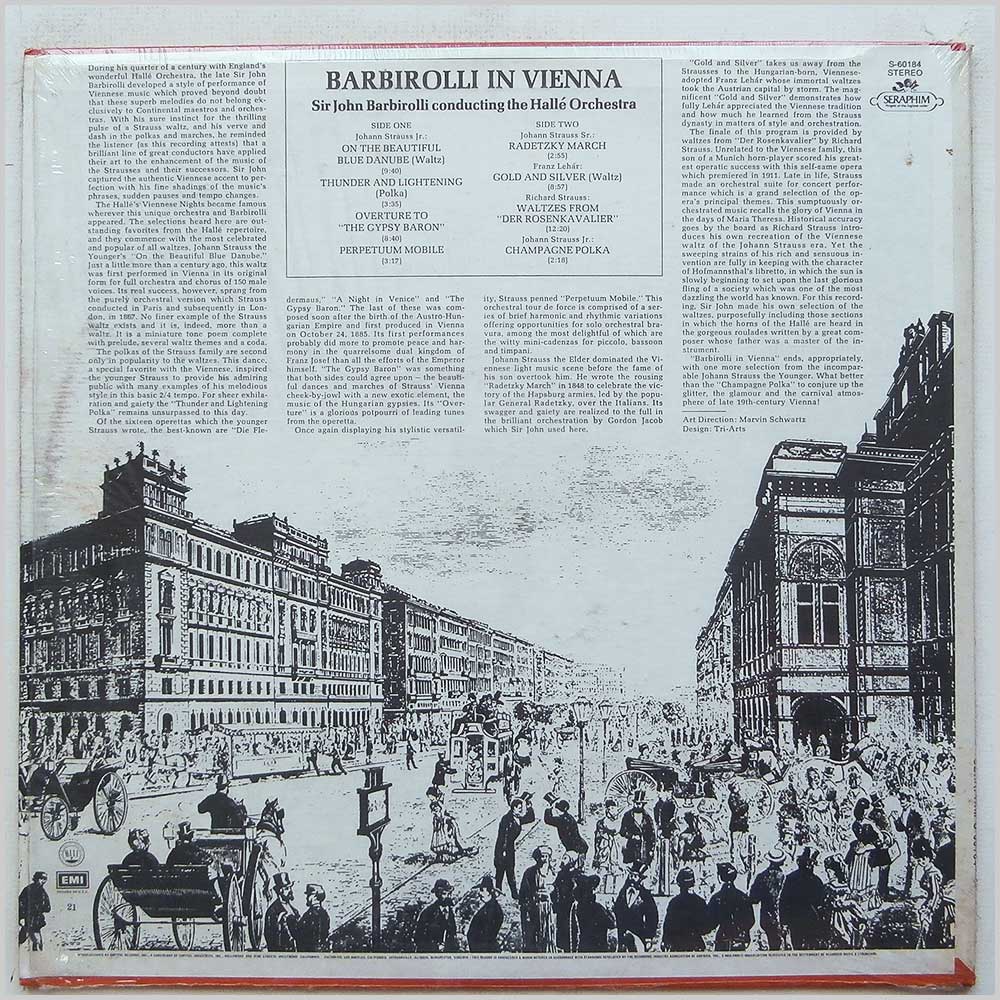 During his quarter of a century with England's
wonderful Hallé Orchestra, the late Sir John
Barbirolli developed a style of performance of
Viennese music which proved beyond doubt
that these superb melodies do not belong ex-
clusively to Continental maestros and orches-
tras. With his sure instinct for the thrilling
pulse of a Strauss waltz, and his verve and
dash in the polkas and marches, he reminded
the listener (as this recording attests) that a
brilliant line of great conductors have applied
their art to the enhancement of the music of
the Strausses and their successors. Sir John
captured the authentic Viennese accent to per-
fection with his fine shadings of the music's
phrases, sudden pauses and tempo changes.
The Hallé's Viennese Nights became famous
wherever this unique orchestra and Barbirolli
appeared. The selections heard here are out-
standing favorites from the Hallé repertoire,
and they commence with the most celebrated
and popular of all waltzes, Johann Strauss the
Younger's "On the Beautiful Blue Danube."
Just a little more than a century ago, this waltz
was first performed in Vienna in its original
form for full orchestra and chorus of 150 male
voices. Its real success, however, sprang from
the purely orchestral version which Strauss
conducted in Paris and subsequently in Lon-
don, in 1867. No finer example of the Strauss
waltz exists and it is, indeed, more than a
waltz. It is a miniature tone poem complete
with prelude, several waltz themes and a coda.
The polkas of the Strauss family are second
only in popularity to the waltzes. This dance,
a special favorite with the Viennese, inspired
the younger Strauss to provide his admiring
public with many examples of his melodious
style in this basic 2/4 tempo. For sheer exhila-
ration and gaiety the "Thunder and Lightening
Polka" remains unsurpassed to this day.
Of the sixteen operettas which the younger
Strauss wrote, the best-known are "Die Fle-
BARBIROLLI IN VIENNA
Sir John Barbirolli conducting the Hallé Orchestra
SIDE ONE
Johann Strauss Jr.:
ON THE BEAUTIFUL
BLUE DANUBE (Waltz)
(9:40)
THUNDER AND LIGHTENING
(Polka)
(3:35)
OVERTURE TO
"THE GYPSY BARON"
(8:40)
PERPETUUM MOBILE
(3:17)
SIDE TWO
Johann Strauss Sr.:
RADETZKY MARCH
(2:55)
Franz Lehár:
GOLD AND SILVER (Waltz)
(8:57)
Richard Strauss:
WALTZES FROM
"DER ROSENKAVALIER"
(12:20)
Johann Strauss Jr.:
CHAMPAGNE POLKA
(2:18)
dermaus," "A Night in Venice" and "The
Gypsy Baron." The last of these was com-
posed soon after the birth of the Austro-Hun-
garian Empire and first produced in Vienna
on October 24, 1885. Its first performances
probably did more to promote peace and har-
mony in the quarrelsome dual kingdom of
Franz Josef than all the efforts of the Emperor
himself. "The Gypsy Baron" was something
that both sides could agree upon – the beauti-
ful dances and marches of Strauss' Vienna
cheek-by-jowl with a new exotic element, the
music of the Hungarian gypsies. Its "Over-
ture" is a glorious potpourri of leading tunes
from the operetta.
Once again displaying his stylistic versatil-
ity, Strauss penned "Perpetuum Mobile." This
orchestral tour de force is comprised of a ser-
ies of brief harmonic and rhythmic variations
offering opportunities for solo orchestral bra-
vura, among the most delightful of which are
the witty mini-cadenzas for piccolo, bassoon
and timpani.
Johann Strauss the Elder dominated the Vi-
ennese light music scene before the fame of
his son overtook him. He wrote the rousing
"Radetzky March" in 1848 to celebrate the vic-
tory of the Hapsburg armies, led by the popu-
lar General Radetzky, over the Italians. Its
swagger and gaiety are realized to the full in
the brilliant orchestration by Gordon Jacob
which Sir John used here.
"Gold and Silver" takes us away from the
Strausses to the Hungarian-born, Viennese-
adopted Franz Lehár whose immortal waltzes
took the Austrian capital by storm. The mag-
nificent "Gold and Silver" demonstrates how
fully Lehár appreciated the Viennese tradition
and how much he learned from the Strauss
dynasty in matters of style and orchestration.
The finale of this program is provided by
waltzes from "Der Rosenkavalier" by Richard
Strauss. Unrelated to the Viennese family, this
son of a Munich horn-player scored his great-
est operatic success with this self-same opera
which premiered in 1911. Late in life, Strauss
made an orchestral suite for concert perfor-
mance which is a grand selection of the op-
era's principal themes. This sumptuously or-
chestrated music recalls the glory of Vienna in
the days of Maria Theresa. Historical accuracy
goes by the board as Richard Strauss intro-
duces his own recreation of the Viennese
waltz of the Johann Strauss era. Yet the
sweeping strains of his rich and sensuous in-
vention are fully in keeping with the character
of Hofmannsthal's libretto, in which the sun is
slowly beginning to set upon the last glorious
fling of a society which was one of the most
dazzling the world has known. For this record-
ing, Sir John made his own selection of the
waltzes, purposefully including those sections
in which the horns of the Hallé are heard in
the gorgeous roulades written by a great com-
poser whose father was a master of the in-
strument.
"Barbirolli in Vienna" ends, appropriately,
with one more selection from the incompar-
able Johann Strauss the Younger. What better
than the "Champagne Polka" to conjure up the
glitter, the glamour and the carnival atmos-
phere of late 19th-century Vienna!
Art Direction: Marvin Schwartz
Design: Tri-Arts
S-60184
STEREO
SERAPHIM
EMI
21